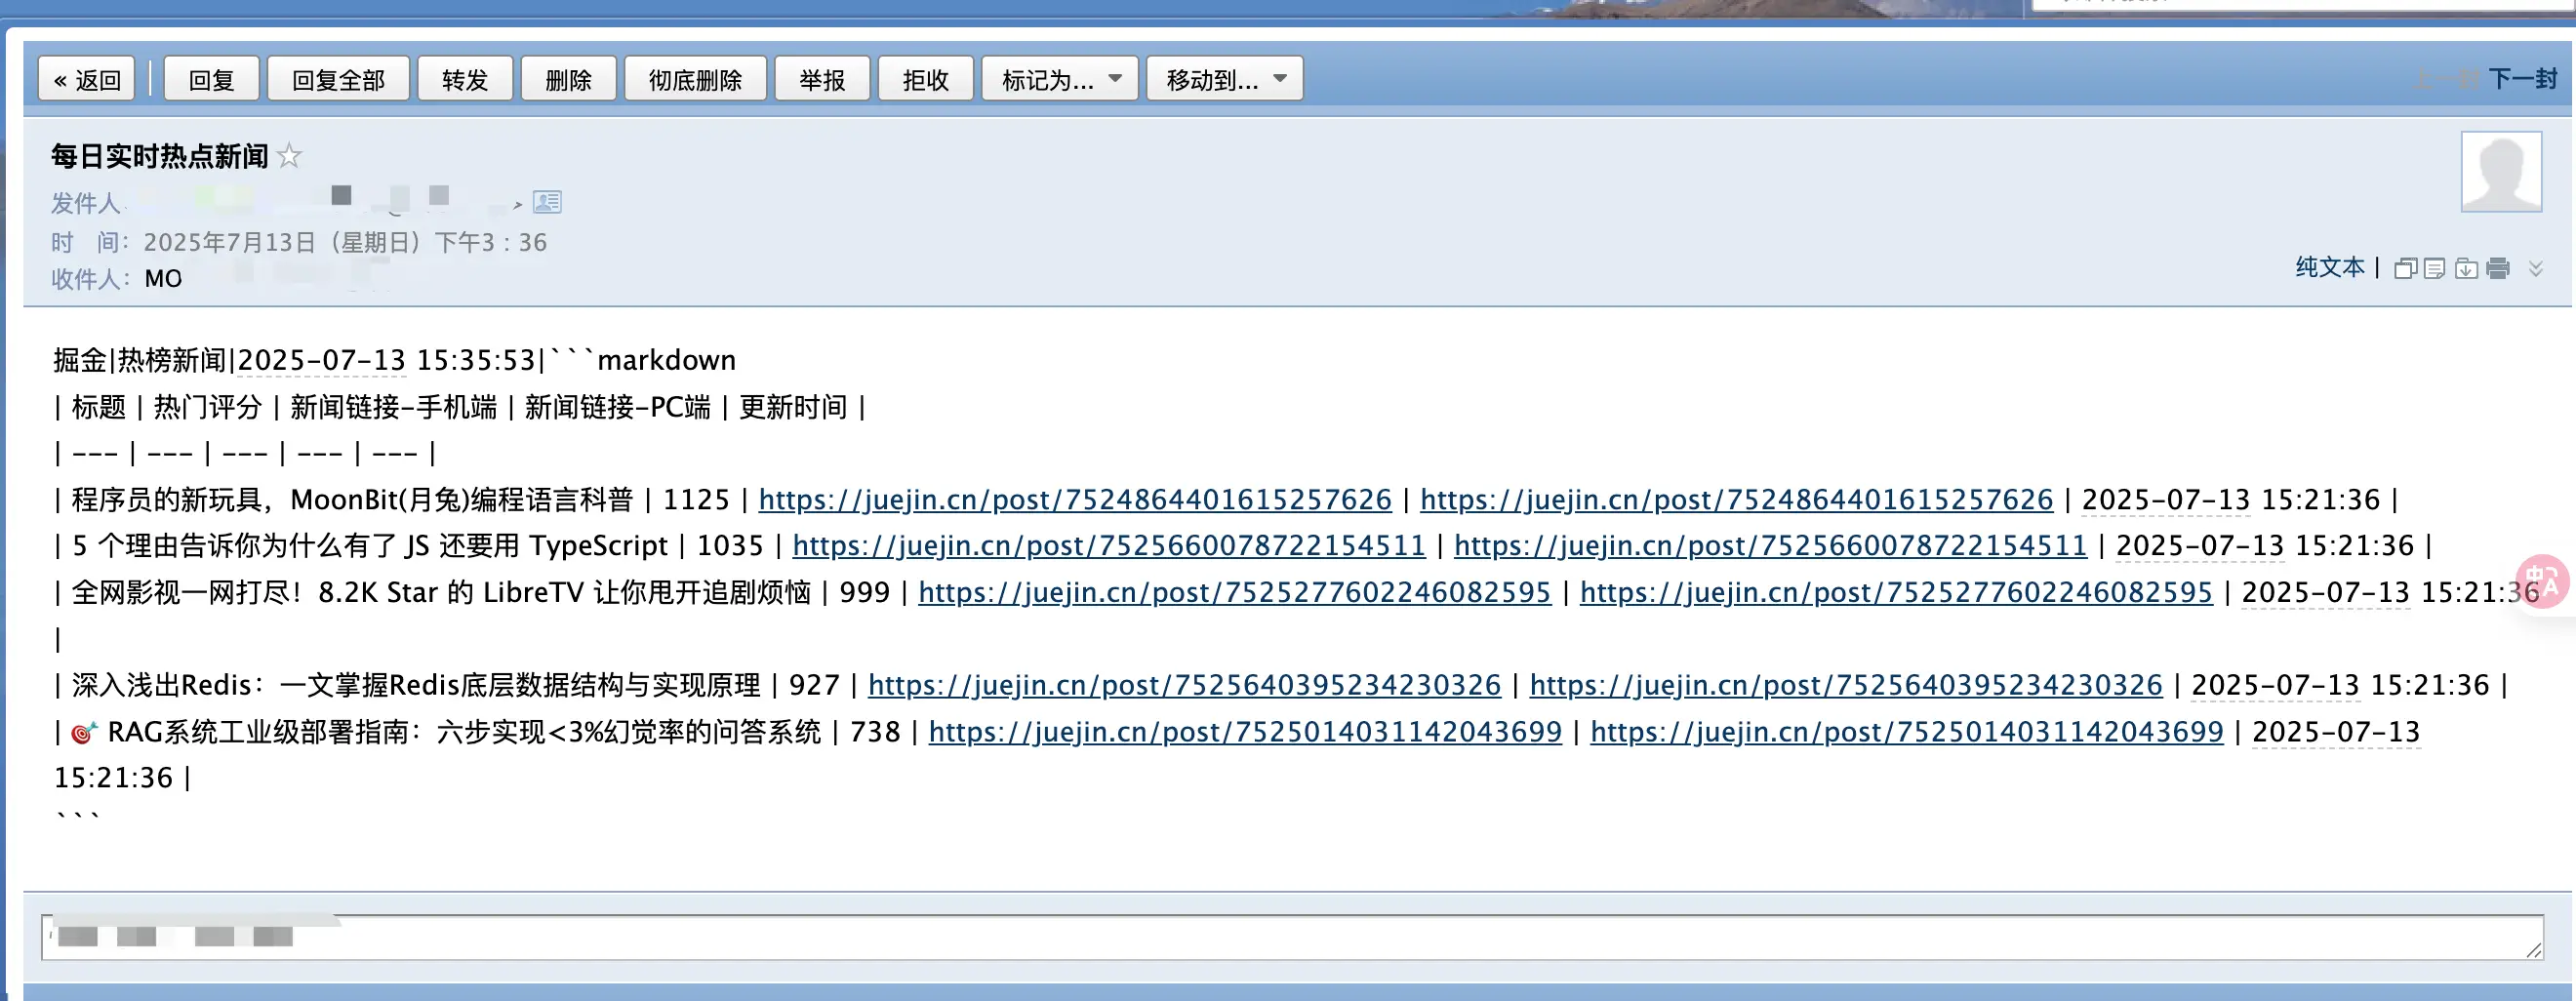 « 返回 回复 回复全部 转发 删除 彻底删除 举报 拒收 标记为... 移动到... 上一封 下一封
每日实时热点新闻
发件人
时 间： 2025年7月13日（星期日）下午3：36
收件人： MO
纯文本 |
掘金|热榜新闻|2025-07-13 15:35:53|```markdown
| 标题 | 热门评分 | 新闻链接-手机端 | 新闻链接-PC端 | 更新时间 |
| --- | --- | --- | --- | --- |
| 程序员的新玩具，MoonBit(月兔)编程语言科普 | 1125 | https://juejin.cn/post/7524864401615257626 | https://juejin.cn/post/7524864401615257626 | 2025-07-13 15:21:36 |
| 5 个理由告诉你为什么有了 JS 还要用 TypeScript | 1035 | https://juejin.cn/post/7525660078722154511 | https://juejin.cn/post/7525660078722154511 | 2025-07-13 15:21:36 |
| 全网影视一网打尽！8.2K Star 的 LibreTV 让你甩开追剧烦恼 | 999 | https://juejin.cn/post/7525277602246082595 | https://juejin.cn/post/7525277602246082595 | 2025-07-13 15:21:36
|
| 深入浅出Redis：一文掌握Redis底层数据结构与实现原理 | 927 | https://juejin.cn/post/7525640395234230326 | https://juejin.cn/post/7525640395234230326 | 2025-07-13 15:21:36 |
| 🎯 RAG系统工业级部署指南：六步实现<3%幻觉率的问答系统 | 738 | https://juejin.cn/post/7525014031142043699 | https://juejin.cn/post/7525014031142043699 | 2025-07-13
15:21:36 |
```